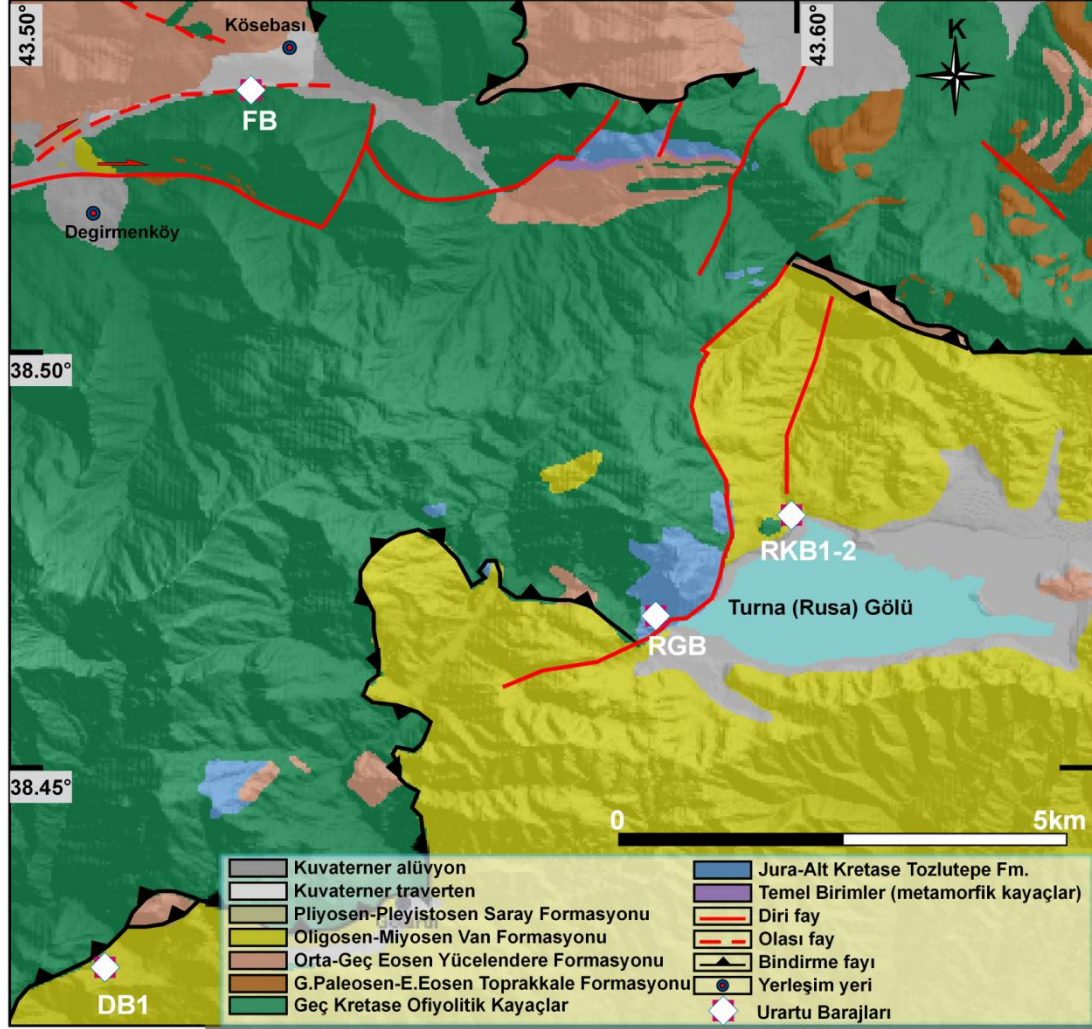 43.50°
Kösebası
43.60
K
FB
Degirmenköy
38.50°
RKB1-2
Turna (Rusa) Gölü
RGB
38.45°
0
5km
DB1
Kuvaterner alüvyon
Kuvaterner traverten
Pliyosen-Pleyistosen Saray Formasyonu
Oligosen-Miyosen Van Formasyonu
Orta-Geç Eosen Yücelendere Formasyonu
G.Paleosen-E.Eosen Toprakkale Formasyonu
Geç Kretase Ofiyolitik Kayaçlar
Jura-Alt Kretase Tozlutepe Fm.
Temel Birimler (metamorfik kayaçlar)
Diri fay
Olası fay
Bindirme fayı
Yerleşim yeri
Urartu Barajları